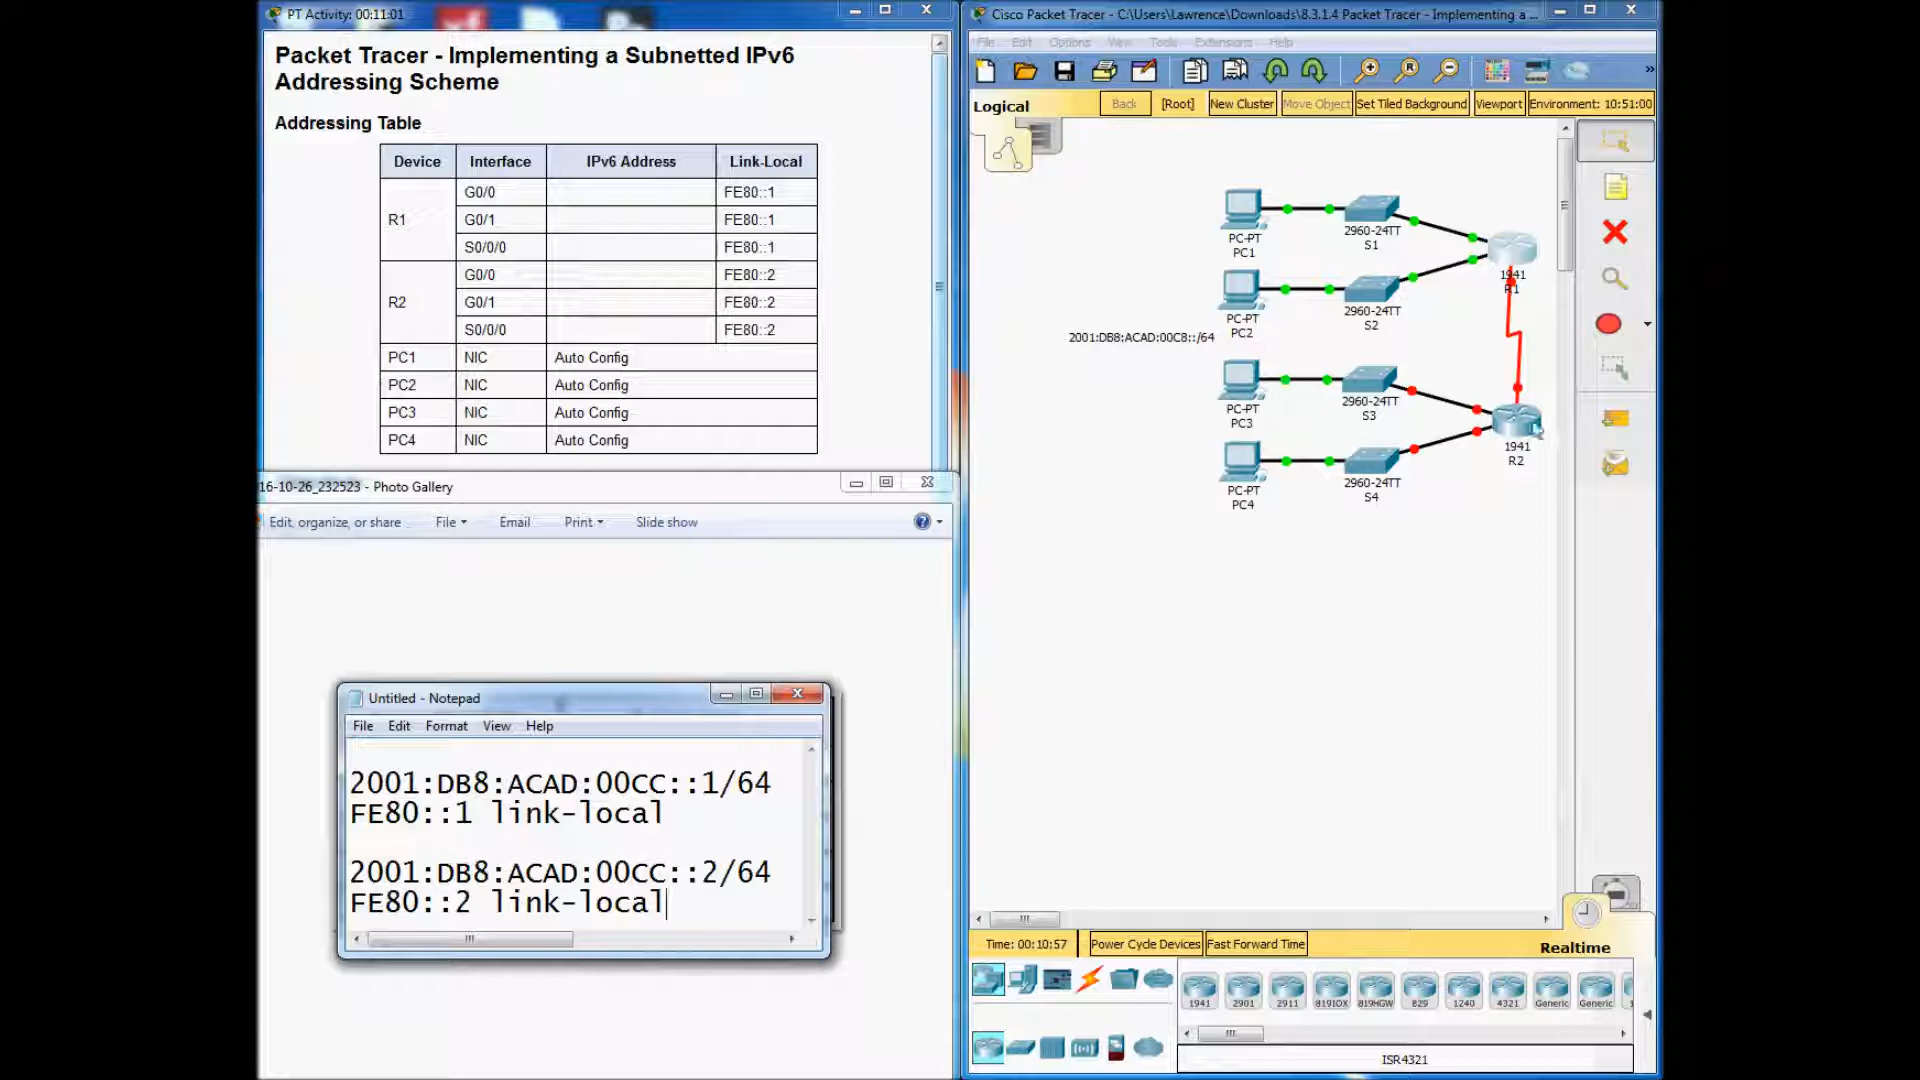 PT Activity: 00:11:01
Packet Tracer - Implementing a Subnetted IPv6
Addressing Scheme
Addressing Table
Device Interface IPv6 Address Link-Local
R1
G0/0 FE80::1
G0/1 FE80::1
S0/0/0 FE80::1
R2
G0/0 FE80::2
G0/1 FE80::2
S0/0/0 FE80::2
PC1 NIC Auto Config
PC2 NIC Auto Config
PC3 NIC Auto Config
PC4 NIC Auto Config
16-10-26_232523 - Photo Gallery
Edit, organize, or share File Email Print Slide show
Untitled - Notepad
File Edit Format View Help
2001:DB8:ACAD:00CC::1/64
FE80::1 link-local
2001:DB8:ACAD:00CC::2/64
FE80::2 link-local
Cisco Packet Tracer - C:\Users\Lawrence\Downloads\8.3.1.4 Packet Tracer - Implementing a ...
File Edit Options View Tools Extensions Help
Logical Back [Root] New Cluster Move Object Set Tiled Background Viewport Environment: 10:51:00
PC-PT
PC1
2960-24TT
S1
1941
R1
PC-PT
PC2
2960-24TT
S2
2001:DB8:ACAD:00C8::/64
PC-PT
PC3
2960-24TT
S3
1941
R2
PC-PT
PC4
2960-24TT
S4
Time: 00:10:57 Power Cycle Devices Fast Forward Time Realtime
1941 2901 2911 819IOX 819HGW 829 1240 4321 Generic Generic
ISR4321